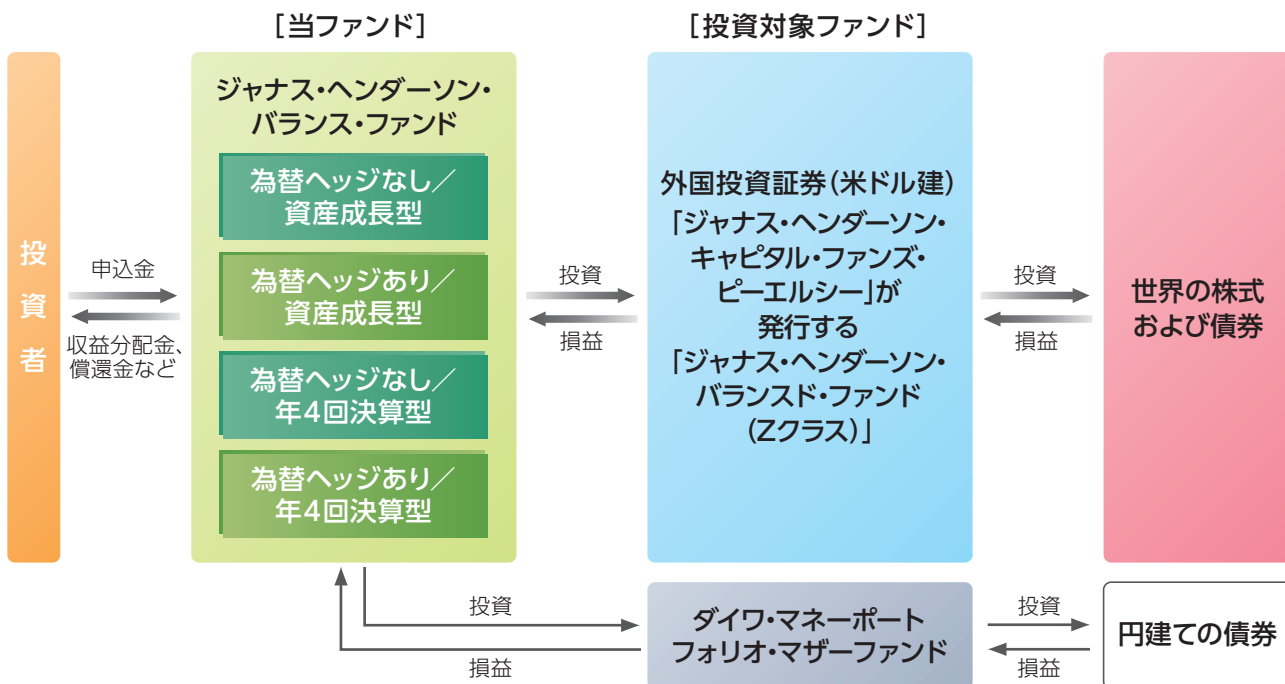 ［当ファンド］
［投資対象ファンド］
投
資
者
申込金
収益分配金、
償還金など
ジャナス・ヘンダーソン・
バランス・ファンド
為替ヘッジなし／
資産成長型
為替ヘッジあり／
資産成長型
為替ヘッジなし／
年4回決算型
為替ヘッジあり／
年4回決算型
投資
損益
外国投資証券（米ドル建）
「ジャナス・ヘンダーソン・
キャピタル・ファンズ・
ピーエルシー」が
発行する
「ジャナス・ヘンダーソン・
バランスド・ファンド
（Zクラス）」
投資
損益
世界の株式
および債券
投資
損益
ダイワ・マネーポート
フォリオ・マザーファンド
投資
損益
円建ての債券